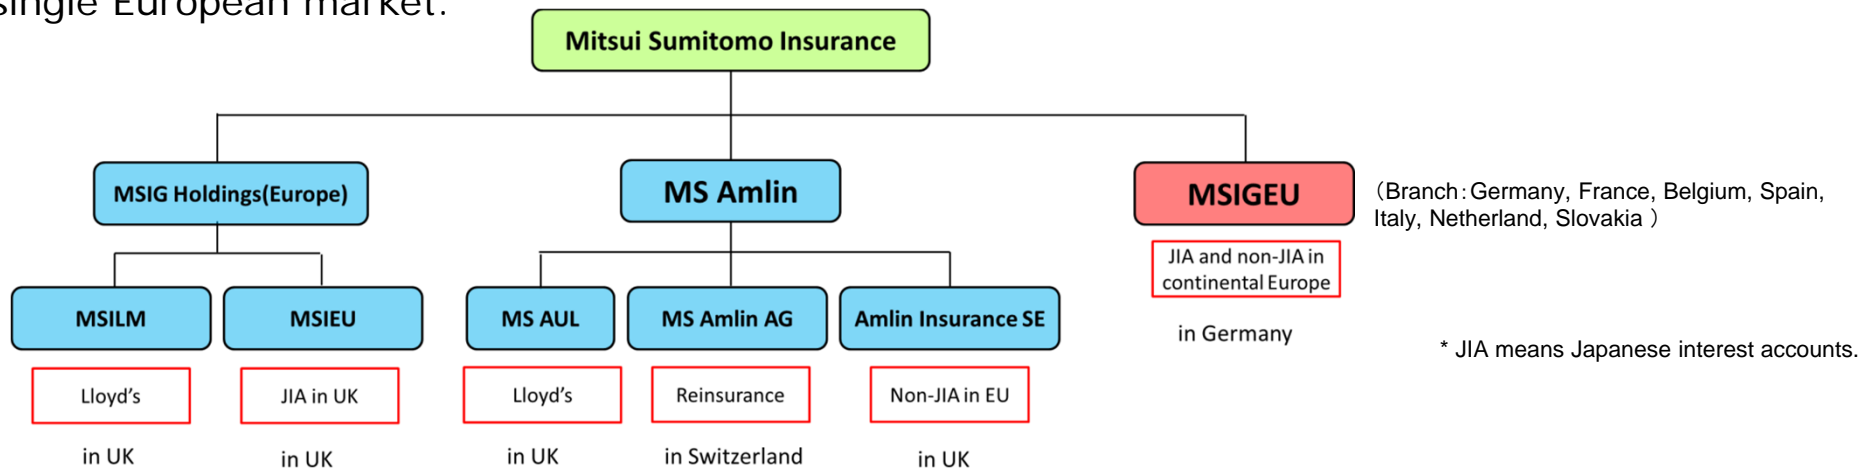 single European market.
Mitsui Sumitomo Insurance
MSIG Holdings(Europe)
MS Amlin
MSIGEU
（Branch：Germany, France, Belgium, Spain,
Italy, Netherland, Slovakia ）
JIA and non-JIA in
continental Europe
in Germany
MSILM
MSIEU
MS AUL
MS Amlin AG
Amlin Insurance SE
* JIA means Japanese interest accounts.
Lloyd’s
JIA in UK
Lloyd’s
Reinsurance
Non-JIA in EU
in UK
in UK
in UK
in Switzerland
in UK